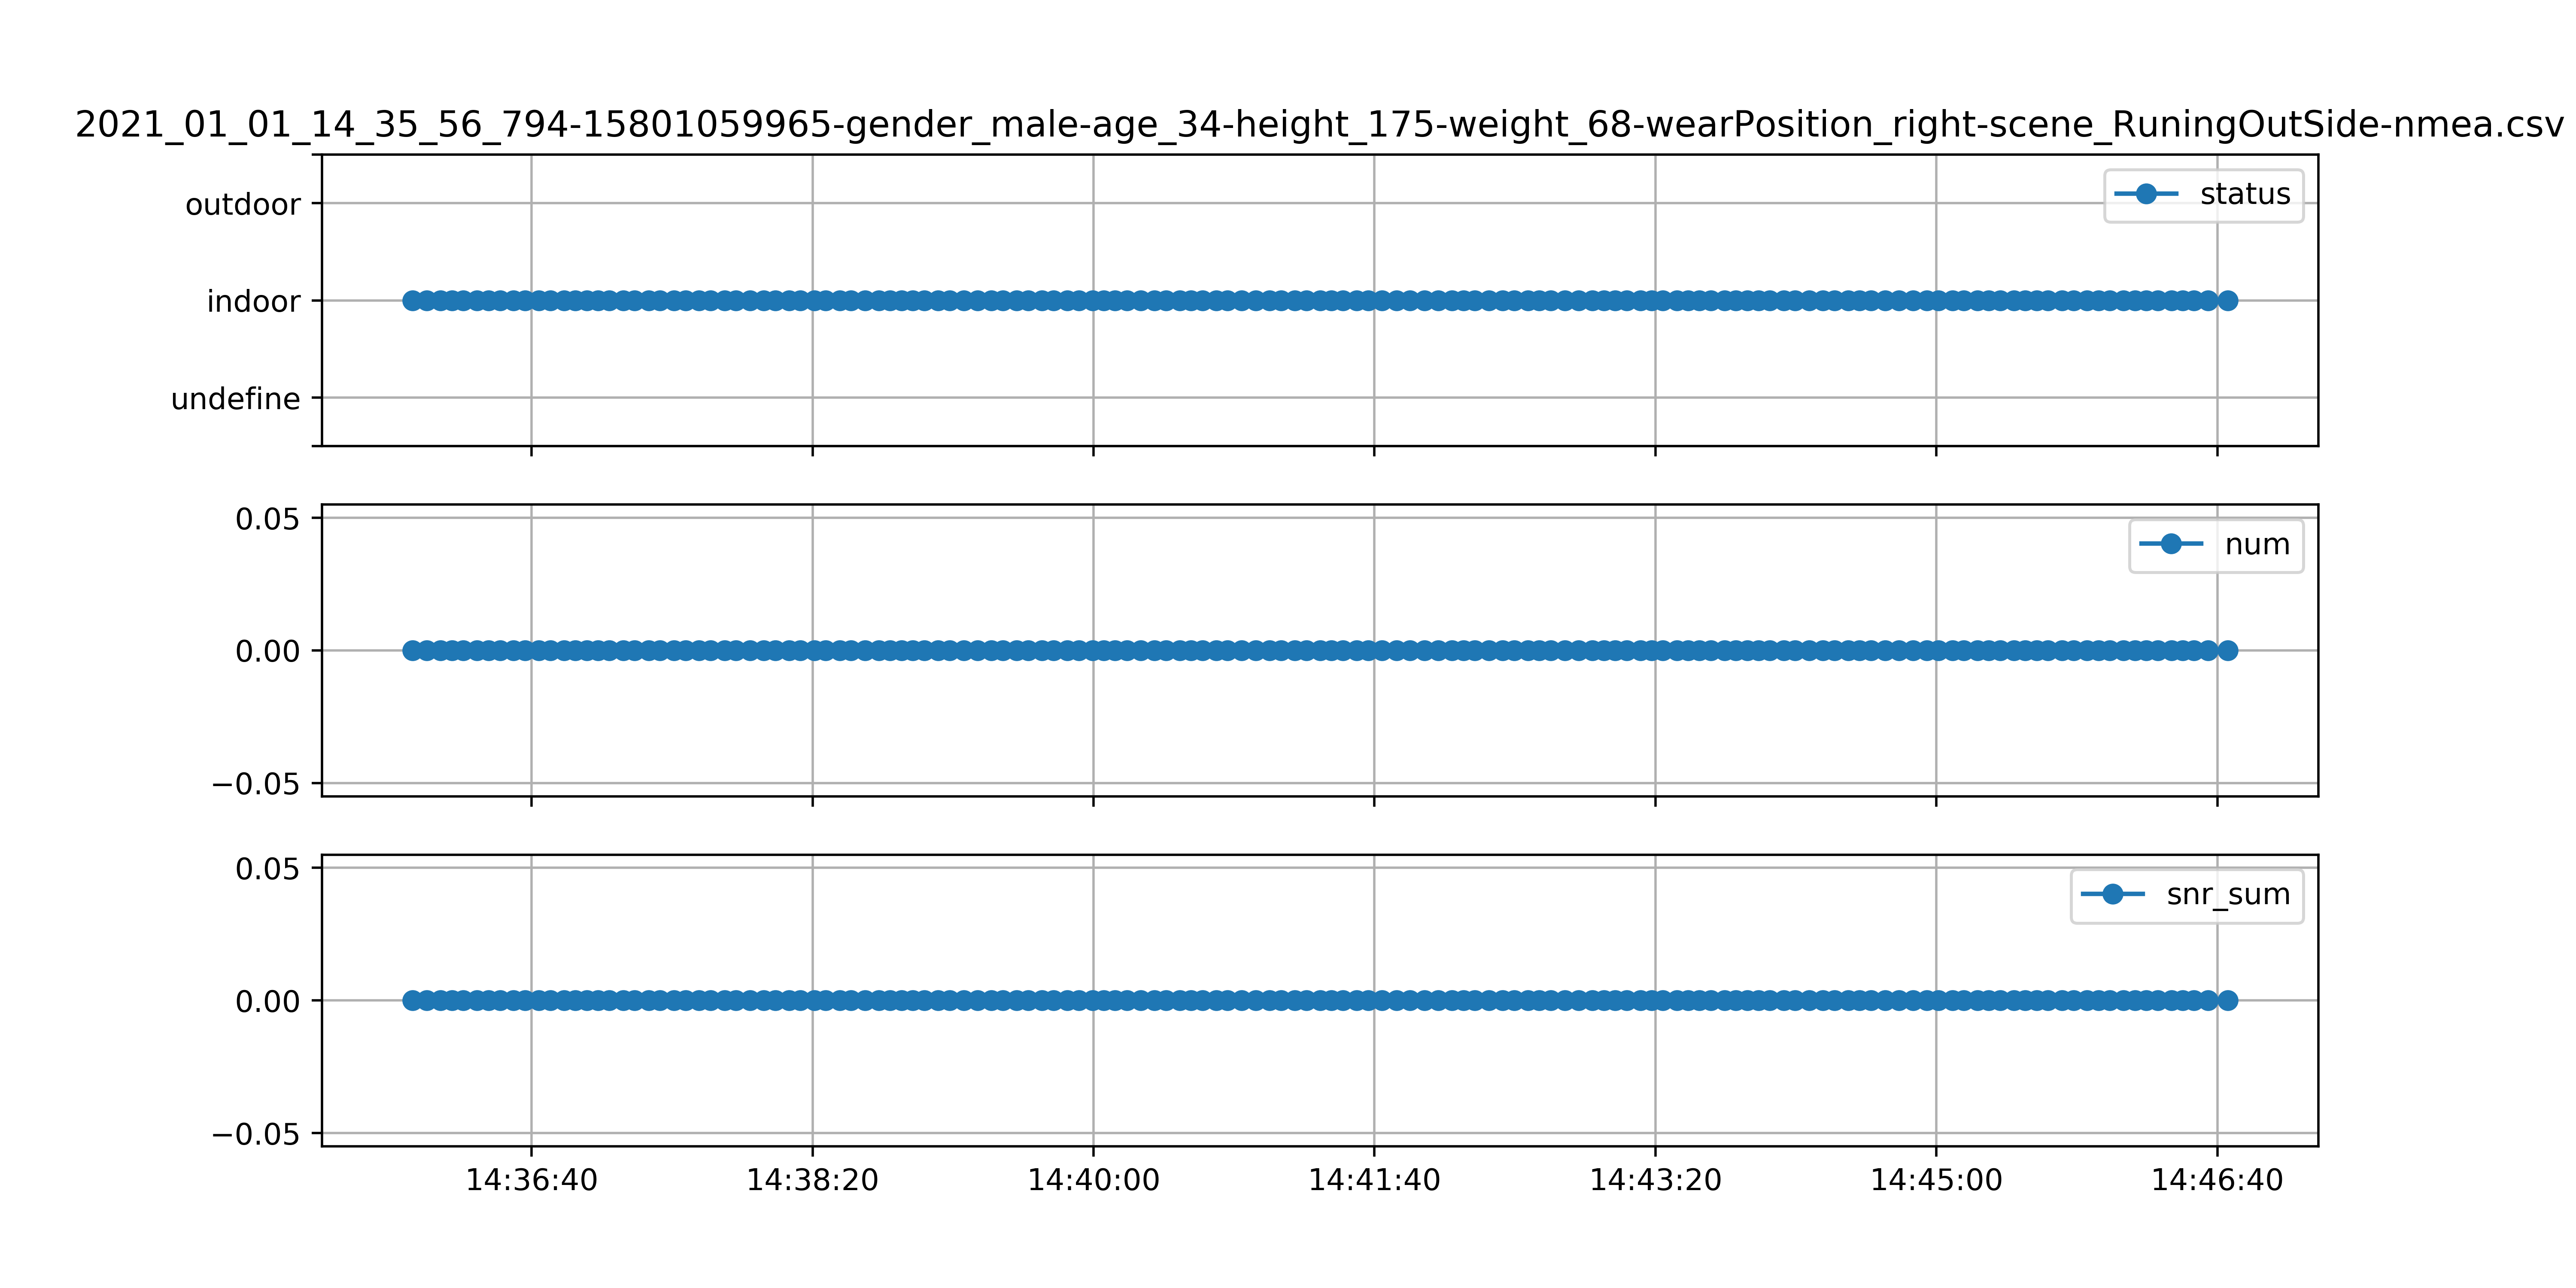 2021_01_01_14_35_56_794-15801059965-gender_male-age_34-height_175-weight_68-wearPosition_right-scene_RuningOutSide-nmea.csv
outdoor
status
indoor
undefine
0.05
num
0.00
−0.05
0.05
snr_sum
0.00
−0.05
14:36:40 14:38:20 14:40:00 14:41:40 14:43:20 14:45:00 14:46:40